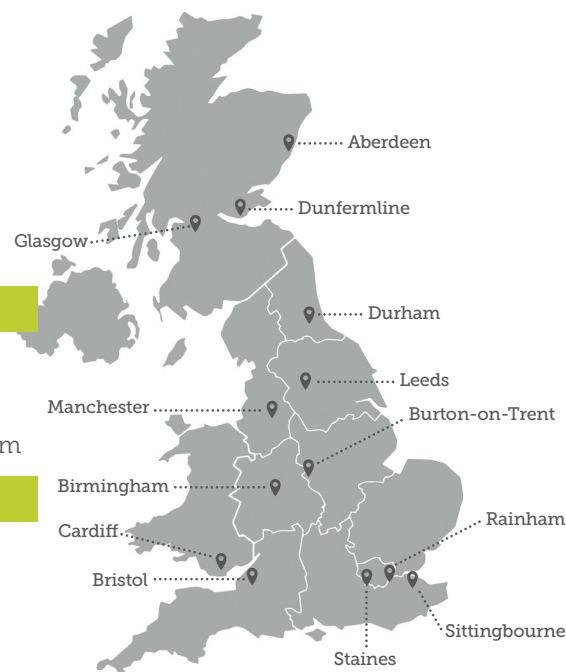 Aberdeen
Dunfermline
Glasgow
Durham
Leeds
Manchester
Burton-on-Trent
m
Birmingham
Rainham
Cardiff
Bristol
Sittingbourne
Staines